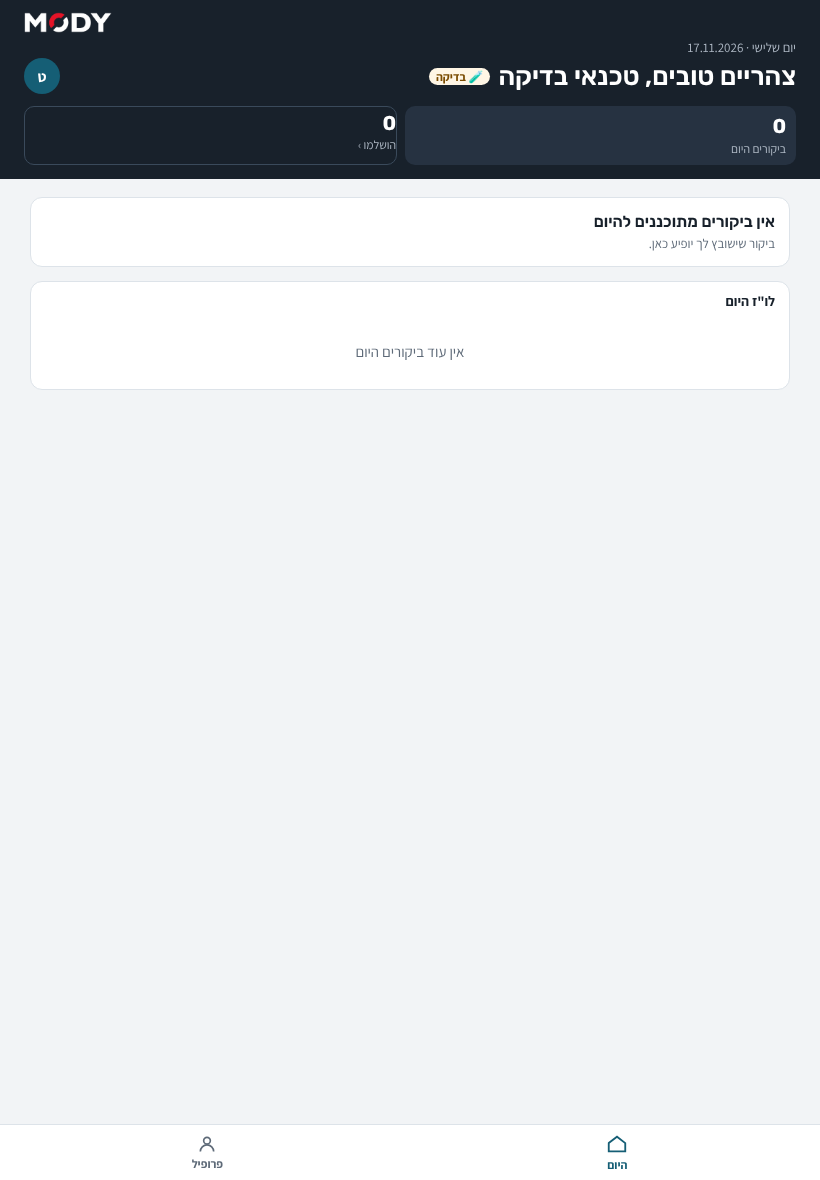 MODY
יום שלישי · 17.11.2026
צהריים טובים, טכנאי בדיקה 🧪 בדיקה
ט
0
ביקורים היום
0
הושלמו ›
אין ביקורים מתוכננים להיום
ביקור שישובץ לך יופיע כאן.
לו"ז היום
אין עוד ביקורים היום
היום
פרופיל